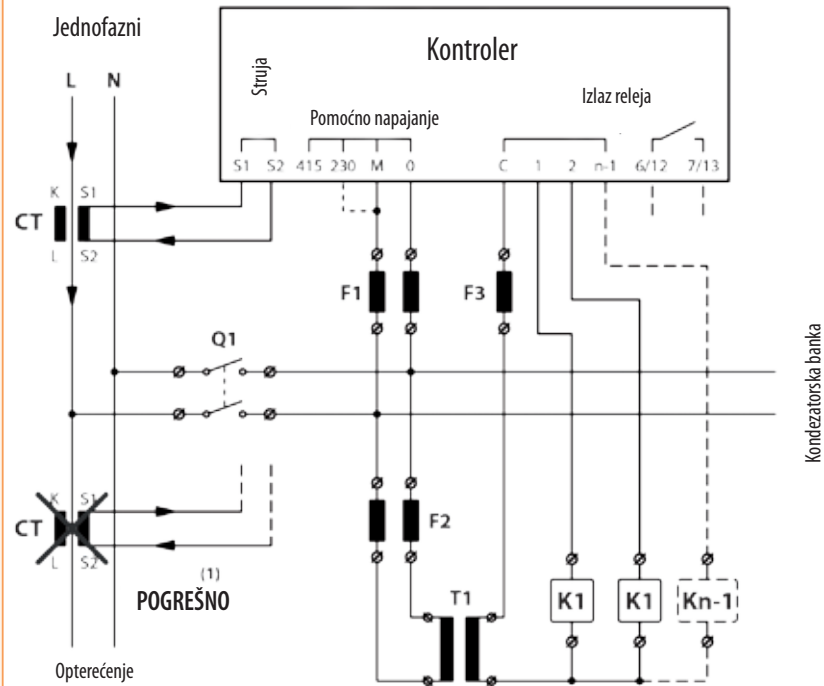 Jednofazni
Kontroler
L N
Struja
Izlaz releja
Pomoćno napajanje
S1 S2 415 230 M 0 C 1 2 n-1 6/12 7/13
K S1
CT
L S2
F1 F3
Q1
Kondezatorska banka
K S1
CT
L S2
F2
(1)
POGREŠNO
T1 K1 K1 Kn-1
Opterećenje